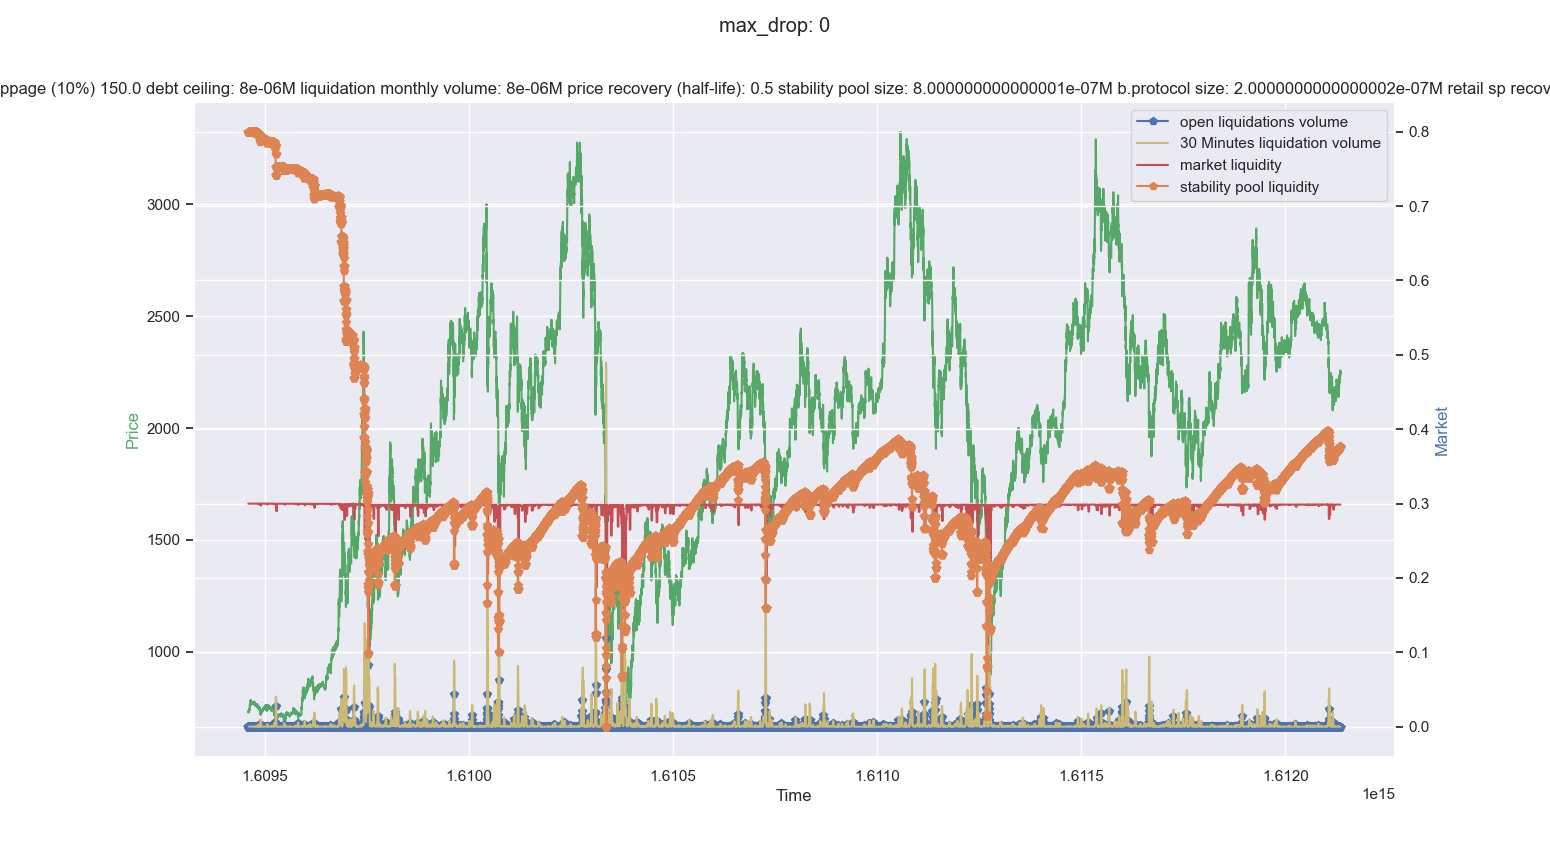 max_drop: 0
ppage (10%) 150.0 debt ceiling: 8e-06M liquidation monthly volume: 8e-06M price recovery (half-life): 0.5 stability pool size: 8.000000000000001e-07M b.protocol size: 2.0000000000000002e-07M retail sp recov
open liquidations volume
30 Minutes liquidation volume
market liquidity
stability pool liquidity
3000
2500
2000
1500
1000
Price
0.8
0.7
0.6
0.5
0.4
0.3
0.2
0.1
0.0
Market
1.6095 1.6100 1.6105 1.6110 1.6115 1.6120
Time
1e15